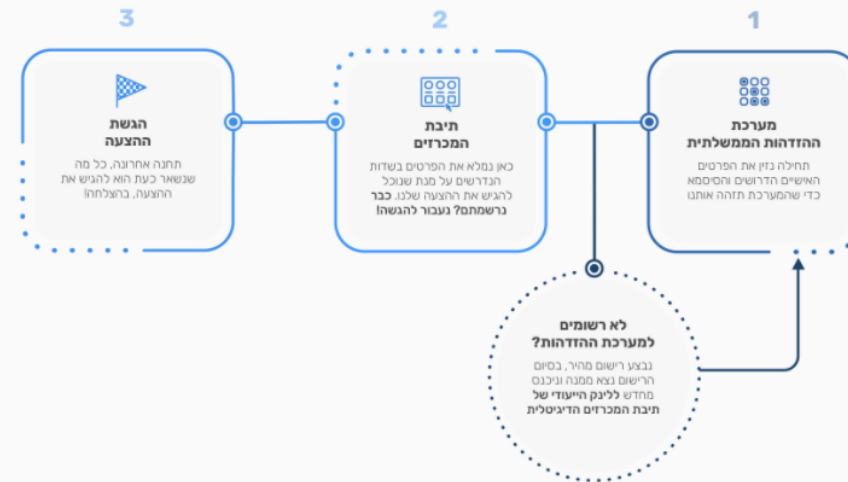 1
מערכת
ההזדהות הממשלתית
תחילה נזין את הפרטים
האישיים הדרושים והסיסמא
כדי שהמערכת תזהה אותנו
2
תיבת
המכרזים
כאן נמלא את הפרטים בשדות
הנדרשים על מנת שנוכל
להגיש את ההצעה שלנו. כבר
נרשמתם? נעבור להגשה!
3
הגשת
ההצעה
תחנה אחרונה, כל מה
שנשאר כעת הוא להגיש את
ההצעה, בהצלחה!
לא רשומים
למערכת ההזדהות?
נבצע רישום מהיר, בסיום
הרישום נצא ממנה וניכנס
מחדש ללינק הייעודי של
תיבת המכרזים הדיגיטלית